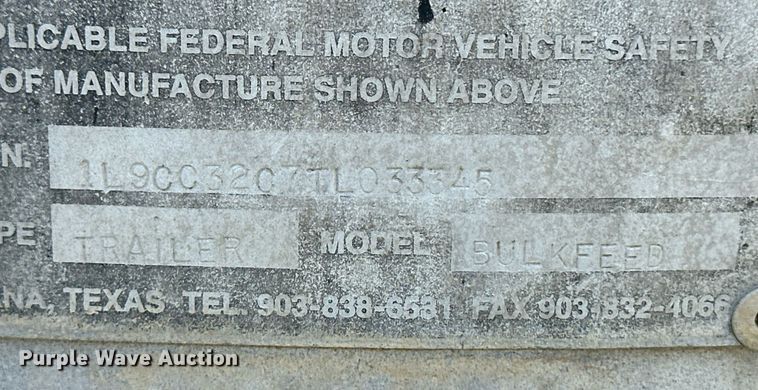 PLICABLE FEDERAL MOTOR VEHICLE SAFETY
OF MANUFACTURE SHOWN ABOVE
N. 1L9CC32C7TL033345
PE TRAILER MODEL BULKFEED
NA, TEXAS TEL. 903-838-6581 FAX 903-832-4066
Purple Wave Auction